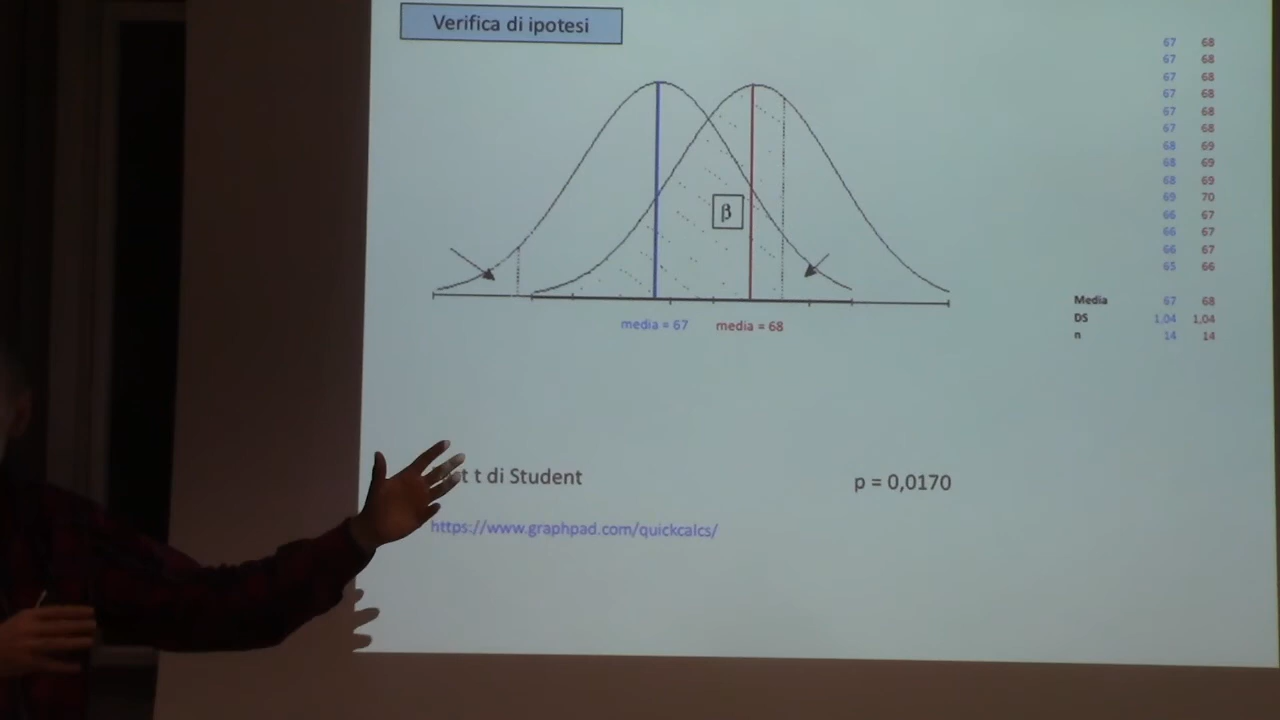 Verifica di ipotesi
67 68
67 68
67 68
67 68
67 68
67 68
68 69
68 69
68 69
69 70
66 67
66 67
66 67
65 66
β
media = 67 media = 68
Media 67 68
DS 1,04 1,04
n 14 14
t di Student
p = 0,0170
https://www.graphpad.com/quickcalcs/